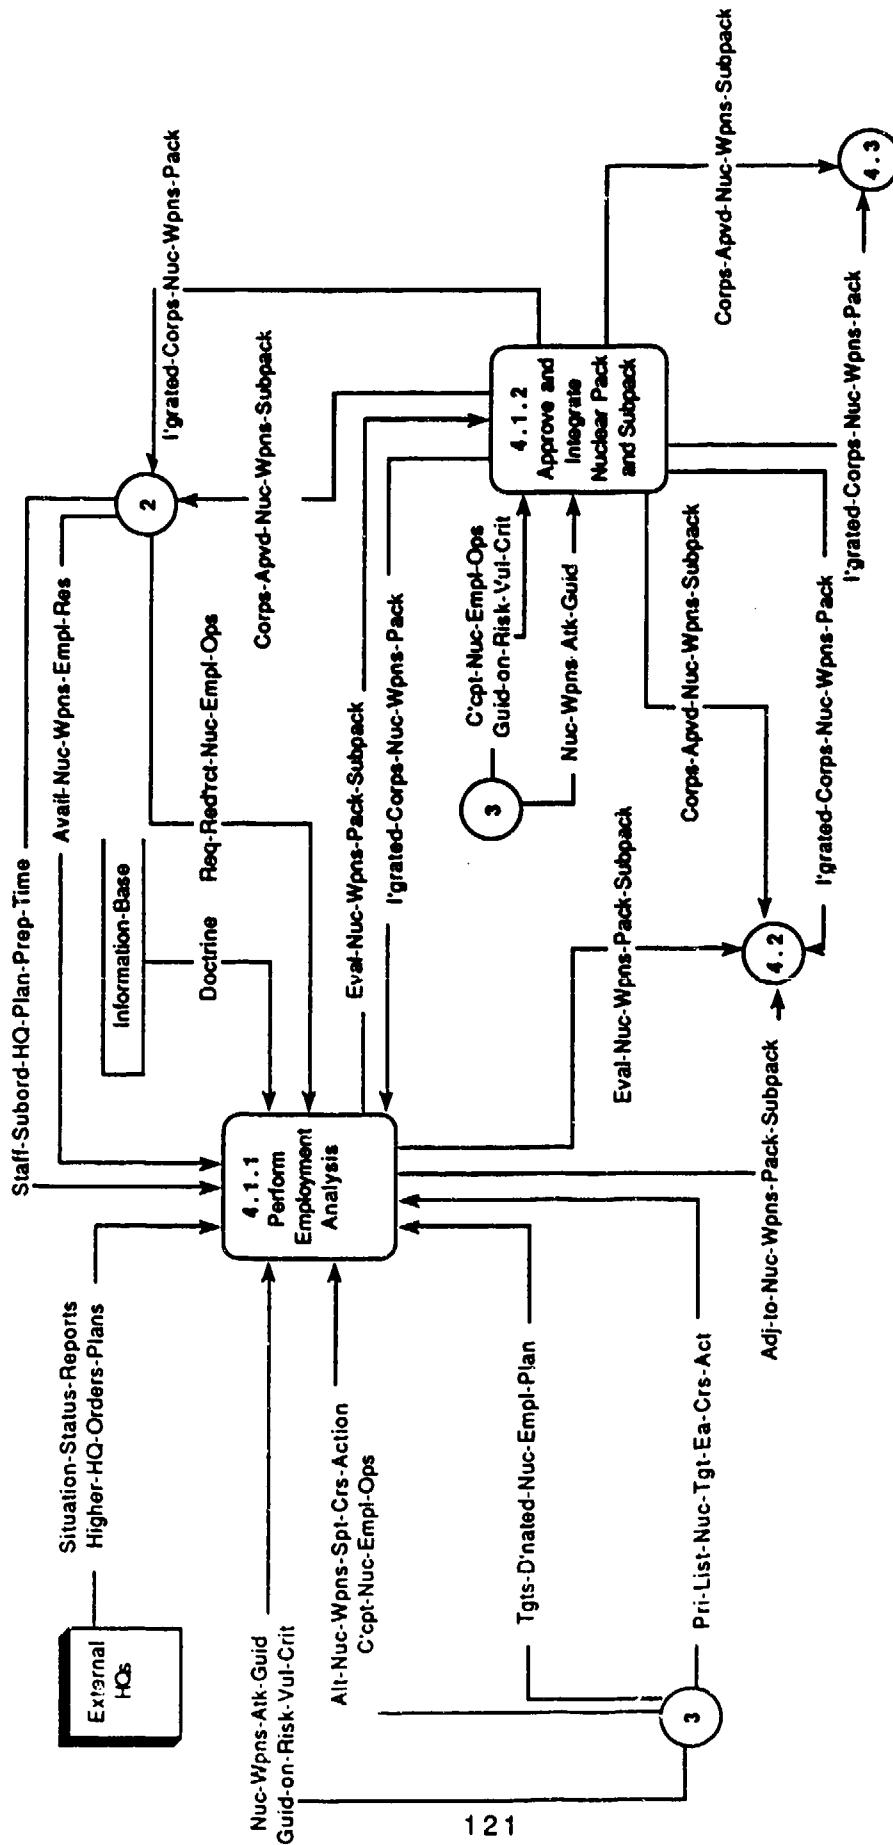 Staff-Subord-HQ-Plan-Prep-Time
Avail-Nuc-Wpns-Empl-Res
Situation-Status-Reports
Higher-HQ-Orders-Plans
External
HQs
Information-Base
Doctrine
Req-Red'rct-Nuc-Empl-Ops
2
I'grated-Corps-Nuc-Wpns-Pack
Corps-Apvd-Nuc-Wpns-Subpack
Nuc-Wpns-Atk-Guid
Guid-on-Risk-Vul-Crit
4.1.1
Perform
Employment
Analysis
Eval-Nuc-Wpns-Pack-Subpack
I'grated-Corps-Nuc-Wpns-Pack
Alt-Nuc-Wpns-Spt-Crs-Action
C'cpt-Nuc-Empl-Ops
C'cpt-Nuc-Empl-Ops
Guid-on-Risk-Vul-Crit
3
Nuc-Wpns Atk-Guid
4.1.2
Approve and
Integrate
Nuclear Pack
and Subpack
Tgts-D'nated-Nuc-Empl-Plan
Eval-Nuc-Wpns-Pack-Subpack
Corps-Apvd-Nuc-Wpns-Subpack
Corps-Apvd-Nuc-Wpns-Subpack
3
Pri-List-Nuc-Tgt-Ea-Crs-Act
Adj-to-Nuc-Wpns-Pack-Subpack
4.2
I'grated-Corps-Nuc-Wpns-Pack
I'grated-Corps-Nuc-Wpns-Pack
4.3
121